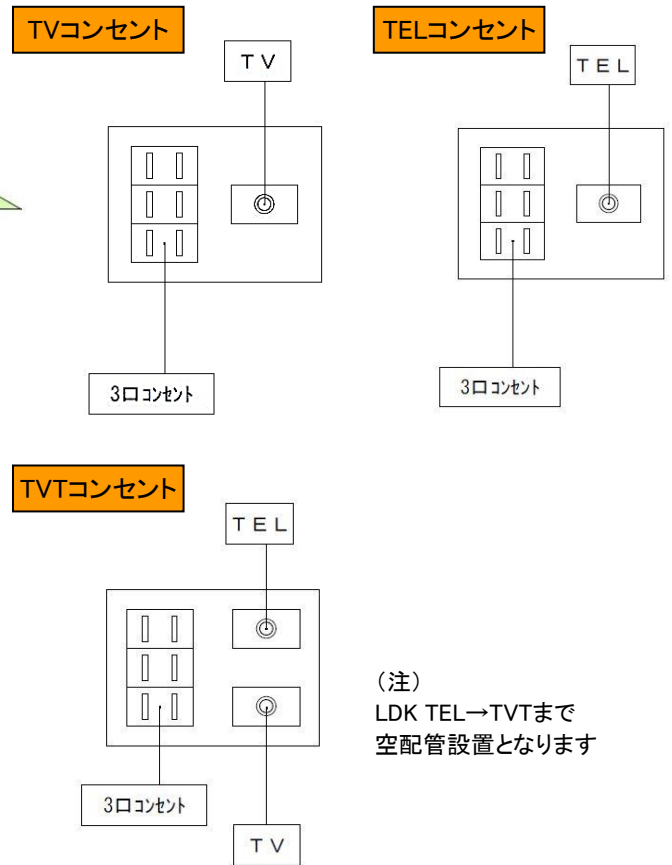 TVコンセント
TELコンセント
ＴＶ
ＴＥＬ
3口コンセント
3口コンセント
TVTコンセント
ＴＥＬ
（注）
LDK TEL→TVTまで
空配管設置となります
3口コンセント
ＴＶ